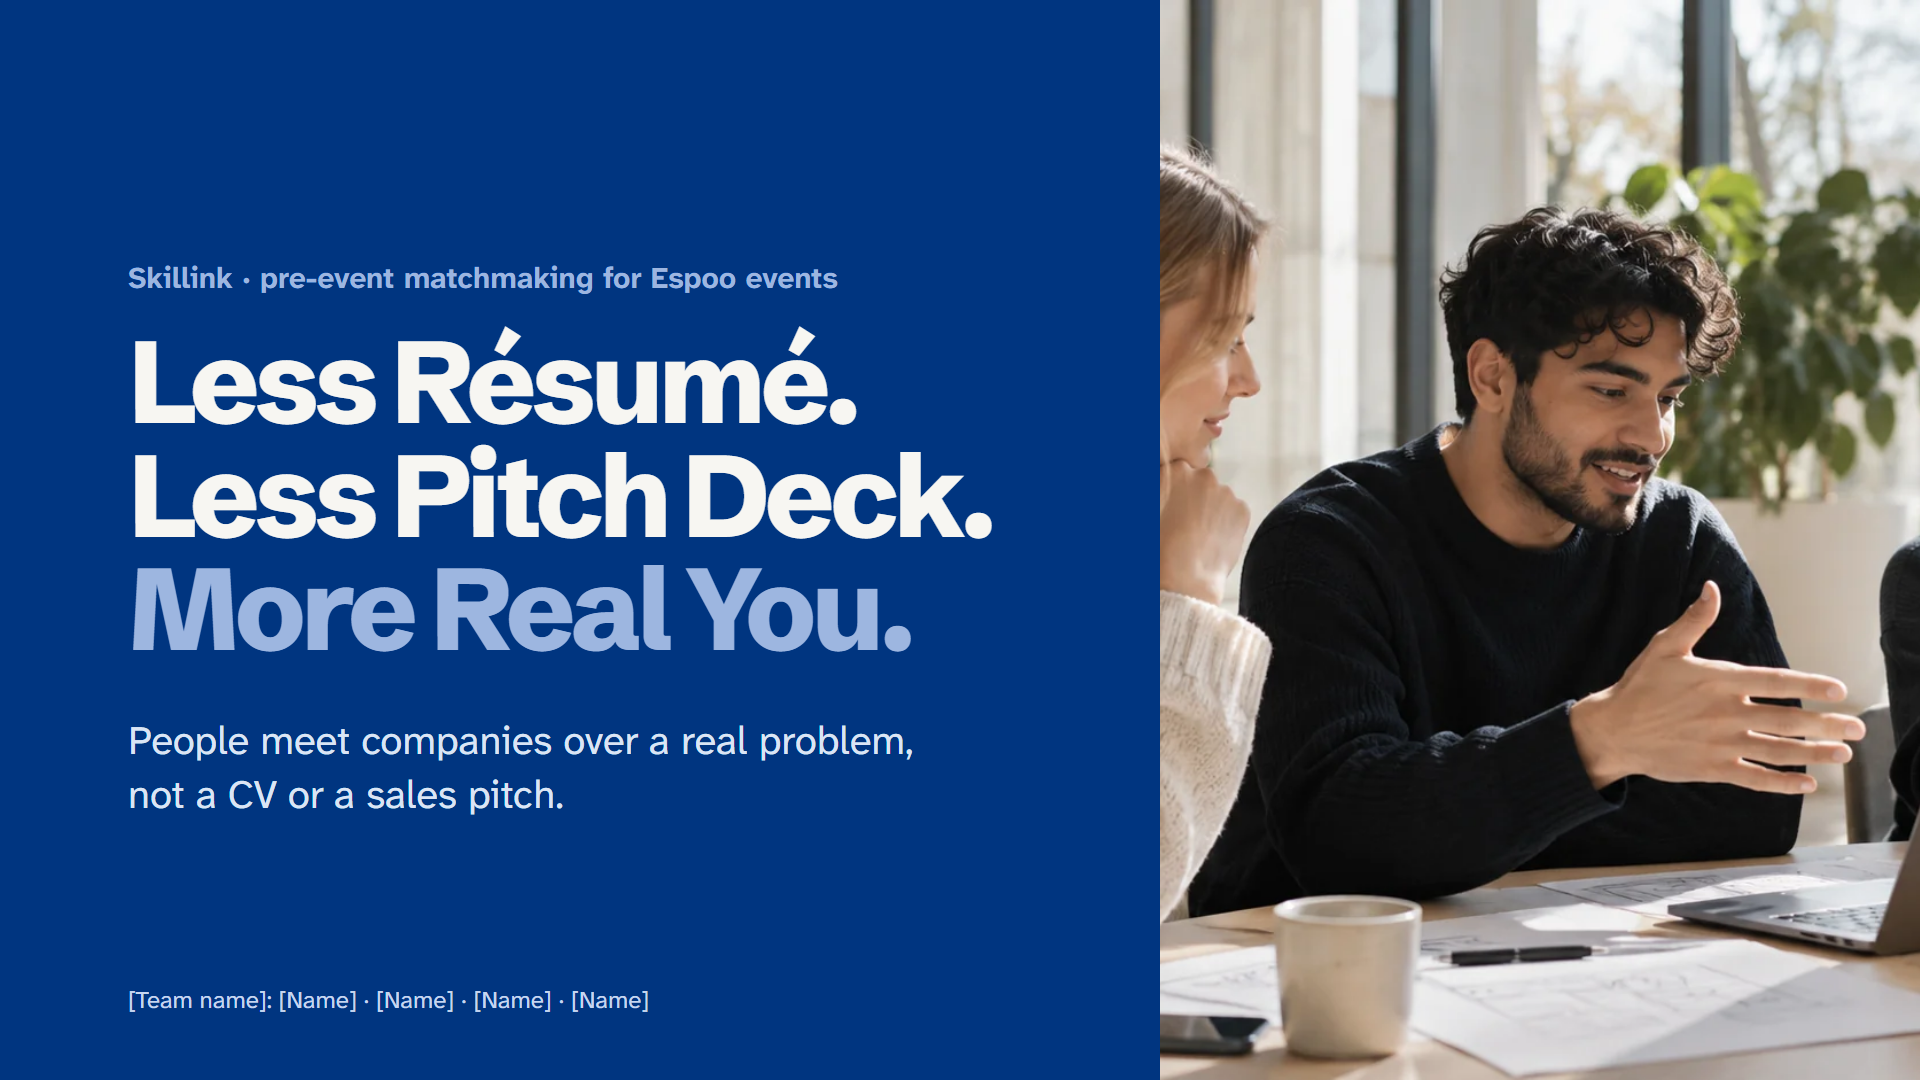 Skillink · pre-event matchmaking for Espoo events
Less Résumé.
Less Pitch Deck.
More Real You.
People meet companies over a real problem,
not a CV or a sales pitch.
[Team name]: [Name] · [Name] · [Name] · [Name]